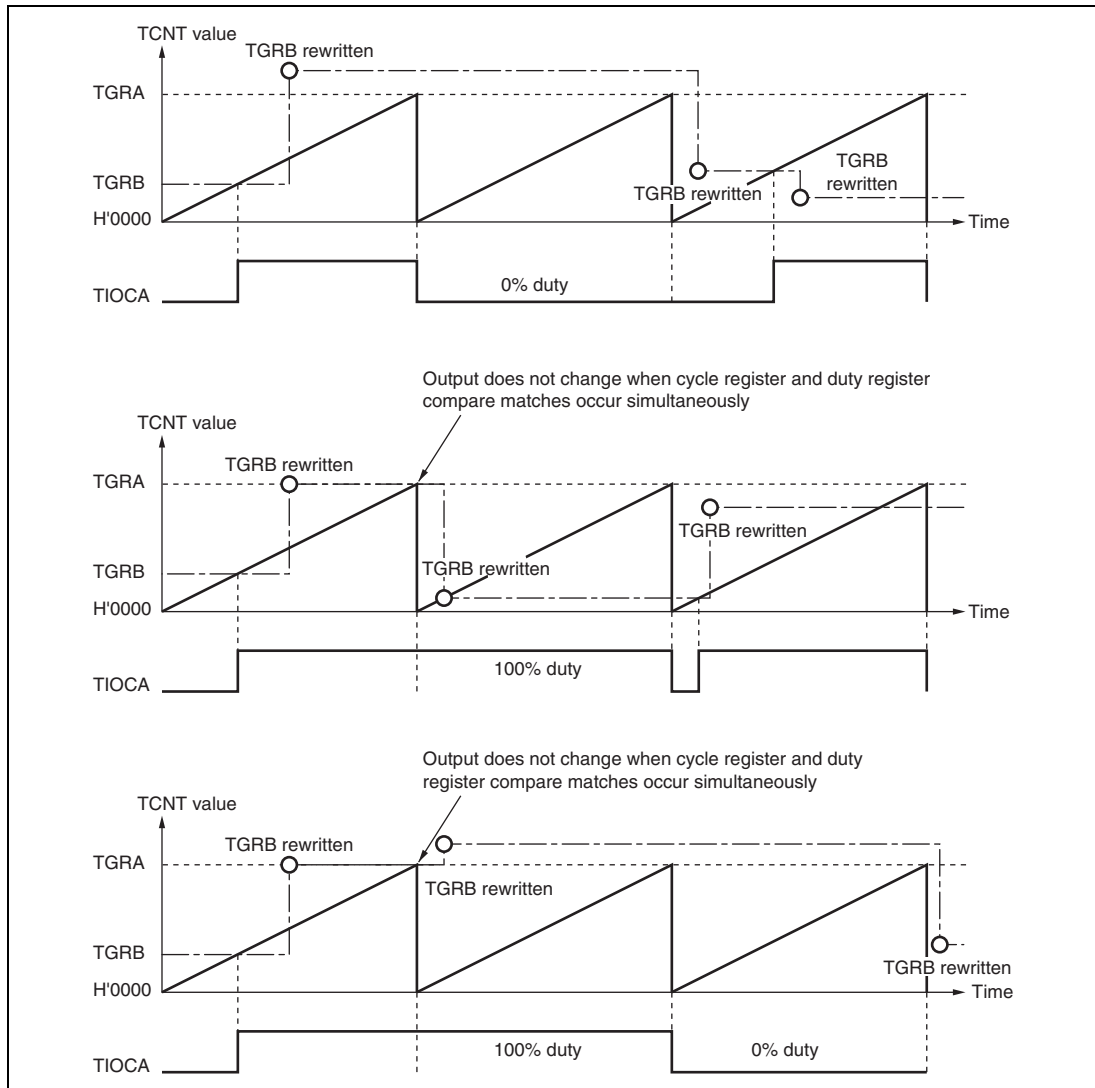 TCNT value
TGRB rewritten
TGRA
TGRB
rewritten
TGRB
TGRB rewritten
H'0000
Time
TIOCA
0% duty
Output does not change when cycle register and duty register
compare matches occur simultaneously
TCNT value
TGRB rewritten
TGRA
TGRB rewritten
TGRB
TGRB rewritten
H'0000
Time
TIOCA
100% duty
Output does not change when cycle register and duty
register compare matches occur simultaneously
TCNT value
TGRB rewritten
TGRA
TGRB rewritten
TGRB
TGRB rewritten
H'0000
Time
TIOCA
100% duty
0% duty